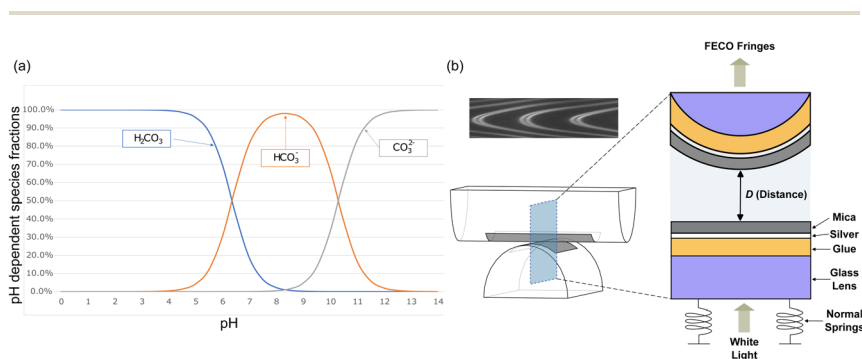 (a)
pH dependent species fractions
100.0%
90.0%
80.0%
70.0%
60.0%
50.0%
40.0%
30.0%
20.0%
10.0%
0.0%
H₂CO₃
HCO₃⁻
CO₃²⁻
0 1 2 3 4 5 6 7 8 9 10 11 12 13 14
pH
(b)
FECO Fringes
D (Distance)
Mica
Silver
Glue
Glass
Lens
Normal
Springs
White
Light